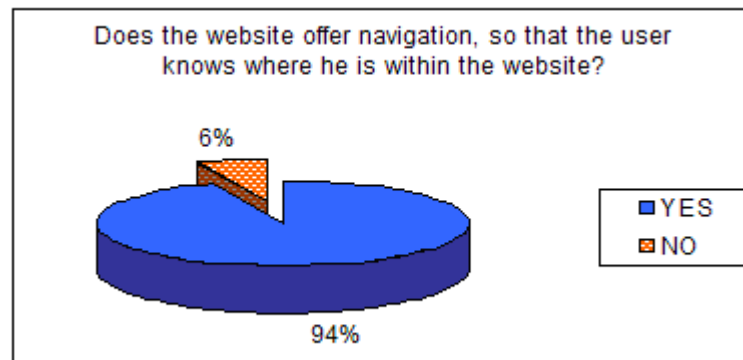 Does the website offer navigation, so that the user
knows where he is within the website?
6%
YES
NO
94%